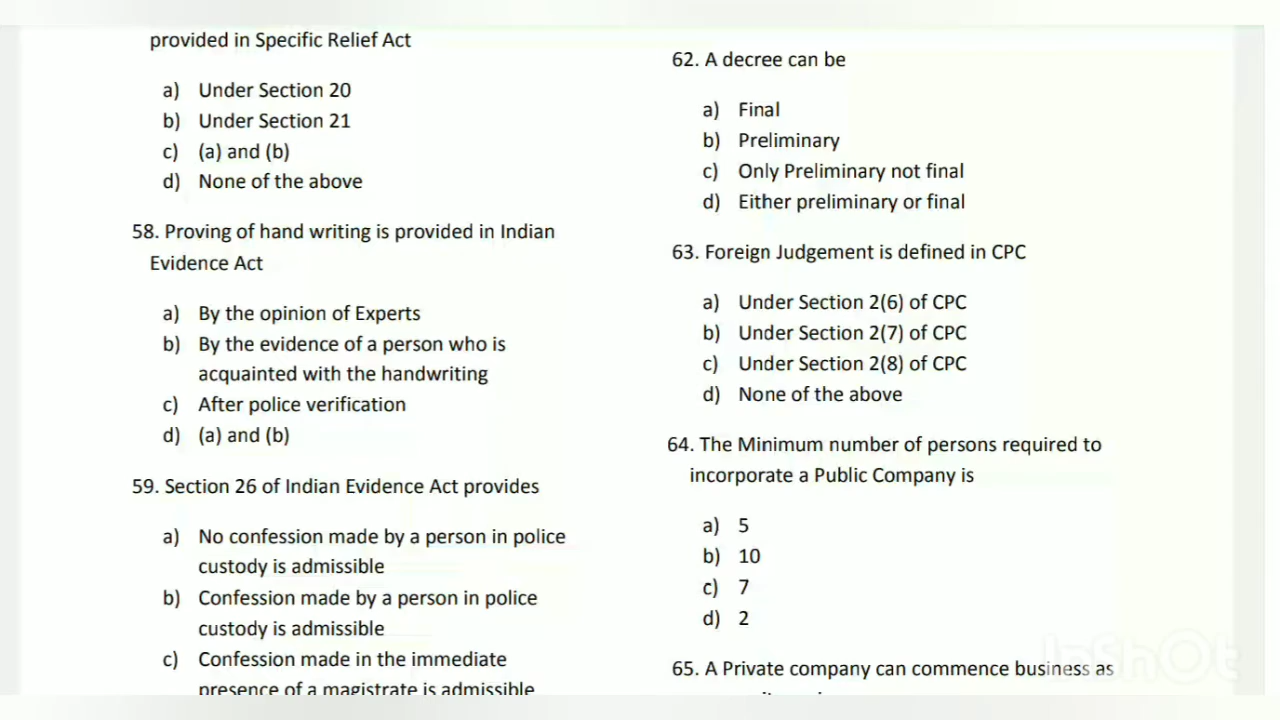 provided in Specific Relief Act
a) Under Section 20
b) Under Section 21
c) (a) and (b)
d) None of the above
58. Proving of hand writing is provided in Indian
Evidence Act
a) By the opinion of Experts
b) By the evidence of a person who is
acquainted with the handwriting
c) After police verification
d) (a) and (b)
59. Section 26 of Indian Evidence Act provides
a) No confession made by a person in police
custody is admissible
b) Confession made by a person in police
custody is admissible
c) Confession made in the immediate
presence of a magistrate is admissible
62. A decree can be
a) Final
b) Preliminary
c) Only Preliminary not final
d) Either preliminary or final
63. Foreign Judgement is defined in CPC
a) Under Section 2(6) of CPC
b) Under Section 2(7) of CPC
c) Under Section 2(8) of CPC
d) None of the above
64. The Minimum number of persons required to
incorporate a Public Company is
a) 5
b) 10
c) 7
d) 2
65. A Private company can commence business as
InShOt